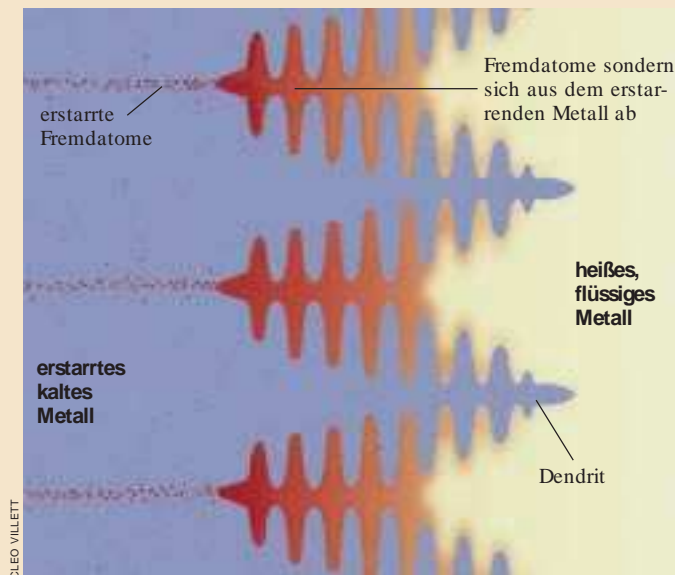 erstarrte
Fremdatome
Fremdatome sondern
sich aus dem erstar-
renden Metall ab
heißes,
flüssiges
Metall
erstarrtes
kaltes
Metall
Dendrit
CLEO VILLETT